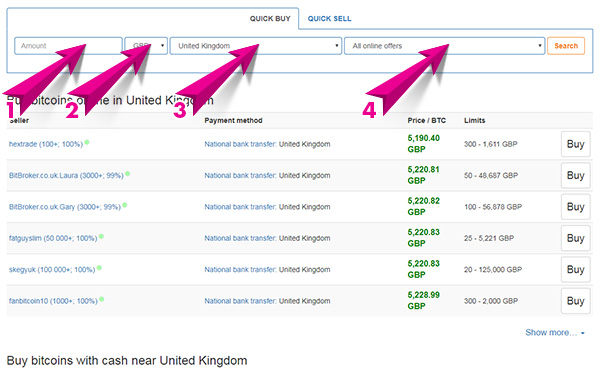 QUICK BUY QUICK SELL
Amount GBP United Kingdom All online offers Search
1 2 3 4
Buy bitcoins online in United Kingdom
Seller Payment method Price / BTC Limits
hextrade (100+; 100%) National bank transfer: United Kingdom 5,190.40 GBP 300 - 1,611 GBP Buy
BitBroker.co.uk.Laura (3000+; 99%) National bank transfer: United Kingdom 5,220.81 GBP 50 - 48,687 GBP Buy
BitBroker.co.uk.Gary (3000+; 99%) National bank transfer: United Kingdom 5,220.82 GBP 100 - 56,878 GBP Buy
fatguyslim (50 000+; 100%) National bank transfer: United Kingdom 5,220.83 GBP 25 - 5,221 GBP Buy
skegyuk (100 000+; 100%) National bank transfer: United Kingdom 5,220.83 GBP 20 - 125,000 GBP Buy
fanbitcoin10 (1000+; 100%) National bank transfer: United Kingdom 5,228.99 GBP 300 - 2,000 GBP Buy
Show more...
Buy bitcoins with cash near United Kingdom